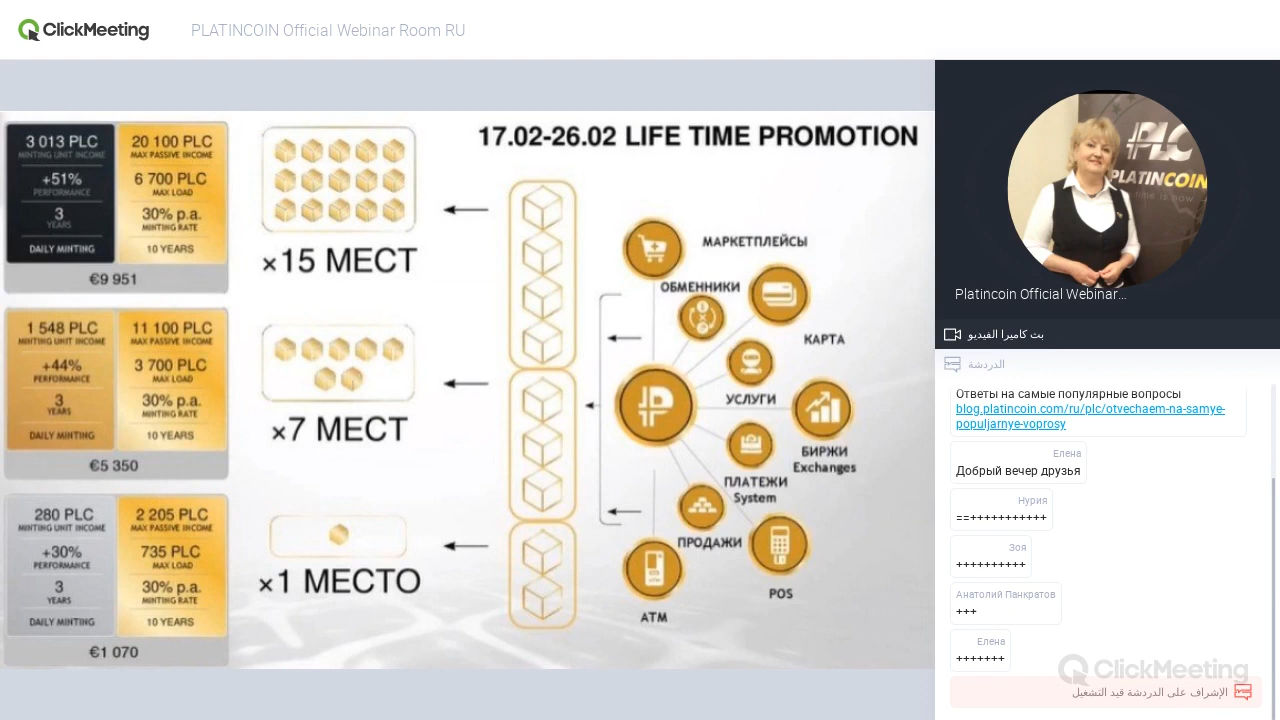 ClickMeeting
PLATINCOIN Official Webinar Room RU
3 013 PLC
MINTING UNIT INCOME
+51%
PERFORMANCE
3
YEARS
DAILY MINTING
20 100 PLC
MAX PASSIVE INCOME
6 700 PLC
MAX LOAD
30% p.a.
MINTING RATE
10 YEARS
€9 951
1 548 PLC
MINTING UNIT INCOME
+44%
PERFORMANCE
3
YEARS
DAILY MINTING
11 100 PLC
MAX PASSIVE INCOME
3 700 PLC
MAX LOAD
30% p.a.
MINTING RATE
10 YEARS
€5 350
280 PLC
MINTING UNIT INCOME
+30%
PERFORMANCE
3
YEARS
DAILY MINTING
2 205 PLC
MAX PASSIVE INCOME
735 PLC
MAX LOAD
30% p.a.
MINTING RATE
10 YEARS
€1 070
×15 МЕСТ
×7 МЕСТ
×1 МЕСТО
17.02-26.02 LIFE TIME PROMOTION
МАРКЕТПЛЕЙСЫ
ОБМЕННИКИ
КАРТА
УСЛУГИ
БИРЖИ
Exchanges
ПЛАТЕЖИ
System
ПРОДАЖИ
POS
ATM
PLC
PLATINCOIN
time is now
Platincoin Official Webinar...
بث كاميرا الفيديو
الدردشة
Ответы на самые популярные вопросы
blog.platincoin.com/ru/plc/otvechaem-na-samye-
populjarnye-voprosy
Елена
Добрый вечер друзья
Нурия
==+++++++++++
Зоя
++++++++++
Анатолий Панкратов
+++
Елена
+++++++
ClickMeeting
الإشراف على الدردشة قيد التشغيل